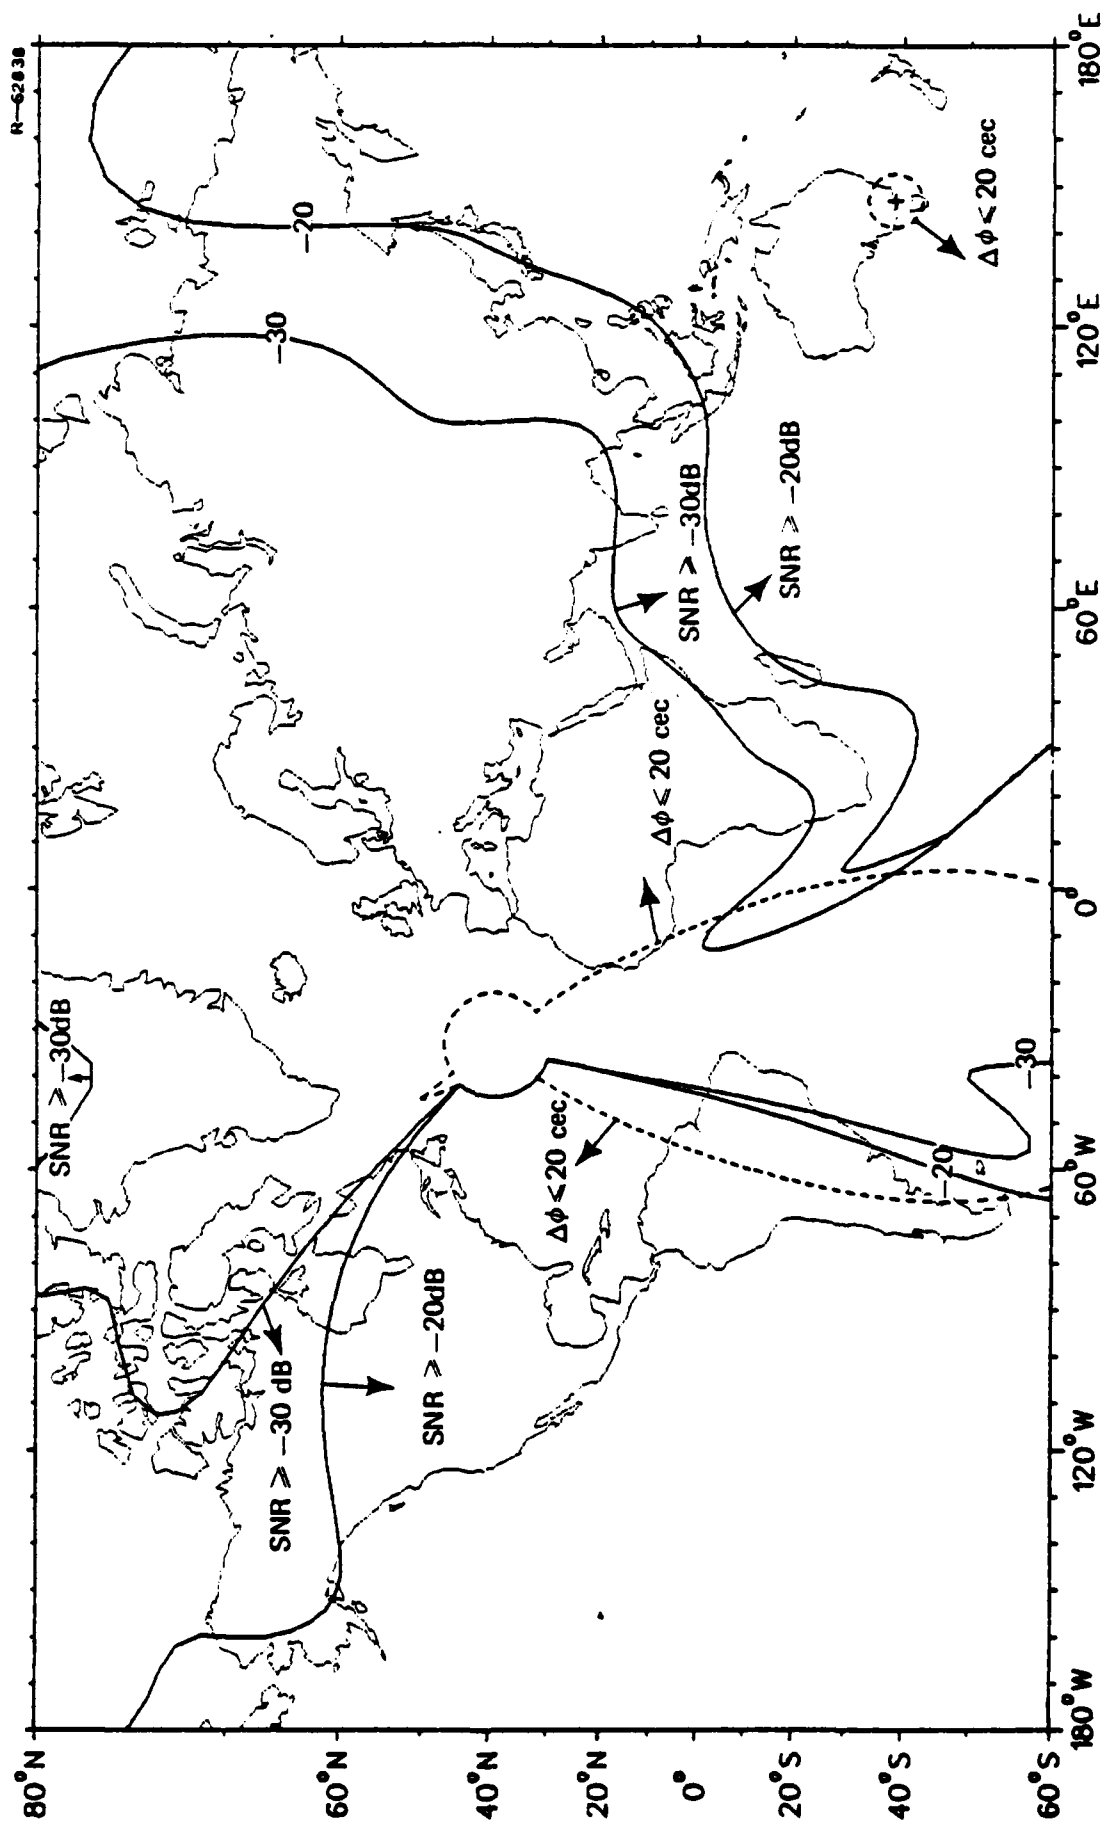 R-62838
SNR ⩾ -30dB
-20
-30
SNR ⩾ -30 dB
SNR ⩾ -20dB
Δϕ ⩽ 20 cec
Δϕ ⩽ 20 cec
SNR ⩾ -30dB
SNR ⩾ -20dB
Δϕ ⩽ 20 cec
-20
-30
80°N
60°N
40°N
20°N
0°
20°S
40°S
60°S
180°W
120°W
60°W
0°
60°E
120°E
180°E